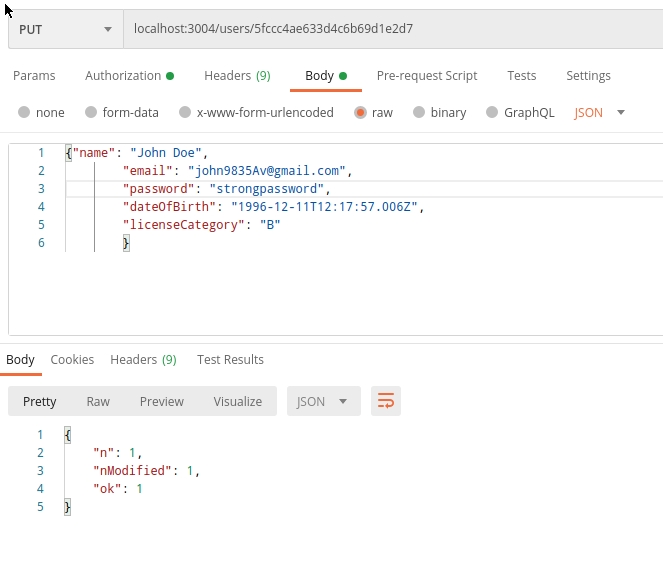 PUT localhost:3004/users/5fccc4ae633d4c6b69d1e2d7
Params Authorization Headers (9) Body Pre-request Script Tests Settings
none form-data x-www-form-urlencoded raw binary GraphQL JSON
1 {"name": "John Doe",
2 "email": "john9835Av@gmail.com",
3 "password": "strongpassword",
4 "dateOfBirth": "1996-12-11T12:17:57.006Z",
5 "licenseCategory": "B"
6 }
Body Cookies Headers (9) Test Results
Pretty Raw Preview Visualize JSON
1 {
2 "n": 1,
3 "nModified": 1,
4 "ok": 1
5 }